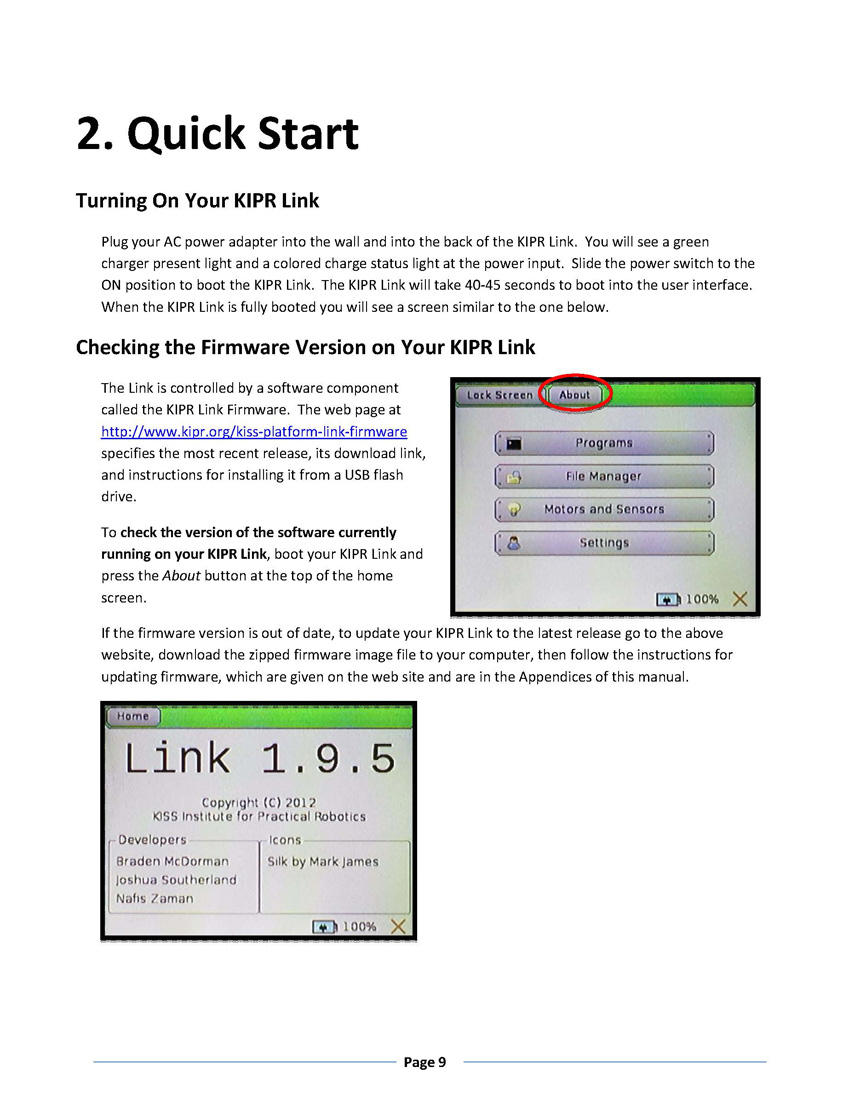 2. Quick Start
Turning On Your KIPR Link
Plug your AC power adapter into the wall and into the back of the KIPR Link.  You will see a green
charger present light and a colored charge status light at the power input.  Slide the power switch to the
ON position to boot the KIPR Link.  The KIPR Link will take 40-45 seconds to boot into the user interface.
When the KIPR Link is fully booted you will see a screen similar to the one below.
Checking the Firmware Version on Your KIPR Link
The Link is controlled by a software component
called the KIPR Link Firmware.  The web page at
http://www.kipr.org/kiss-platform-link-firmware
specifies the most recent release, its download link,
and instructions for installing it from a USB flash
drive.
To check the version of the software currently
running on your KIPR Link, boot your KIPR Link and
press the About button at the top of the home
screen.
Lock Screen About
Programs
File Manager
Motors and Sensors
Settings
100%
If the firmware version is out of date, to update your KIPR Link to the latest release go to the above
website, download the zipped firmware image file to your computer, then follow the instructions for
updating firmware, which are given on the web site and are in the Appendices of this manual.
Home
Link 1.9.5
Copyright (C) 2012
KISS Institute for Practical Robotics
Developers
Braden McDorman
Joshua Southerland
Nafis Zaman
Icons
Silk by Mark James
100%
Page 9